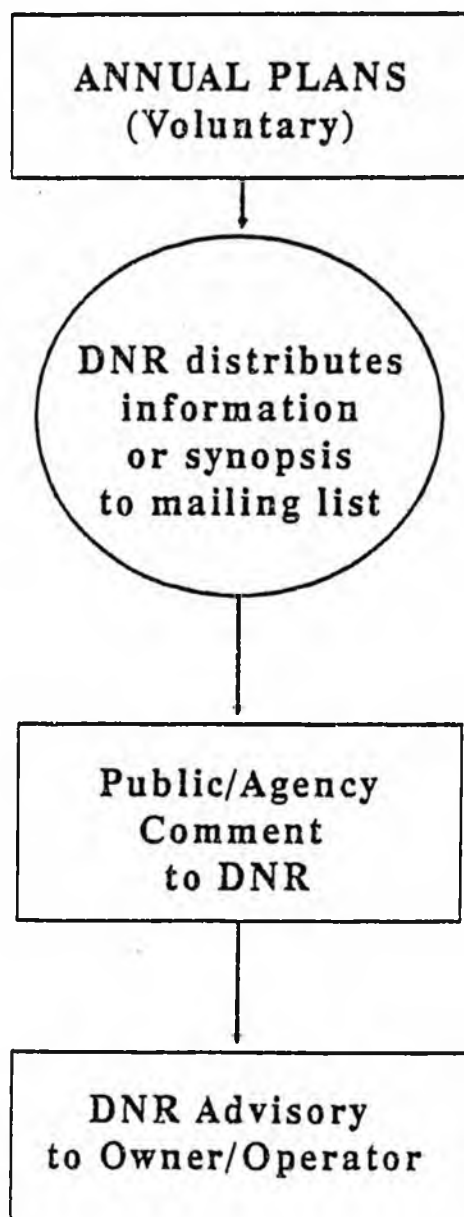 ANNUAL PLANS
(Voluntary)
DNR distributes
information
or synopsis
to mailing list
Public/Agency
Comment
to DNR
DNR Advisory
to Owner/Operator